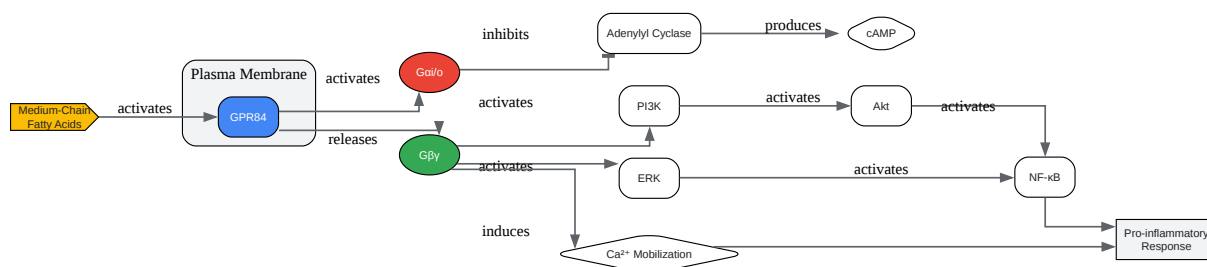 inhibits
Adenylyl Cyclase
produces
cAMP
Plasma Membrane
activates
Gαi/o
Medium-Chain
Fatty Acids
activates
GPR84
releases
Gβγ
activates
PI3K
activates
Akt
activates
activates
ERK
activates
NF-κB
induces
Ca²⁺ Mobilization
Pro-inflammatory
Response